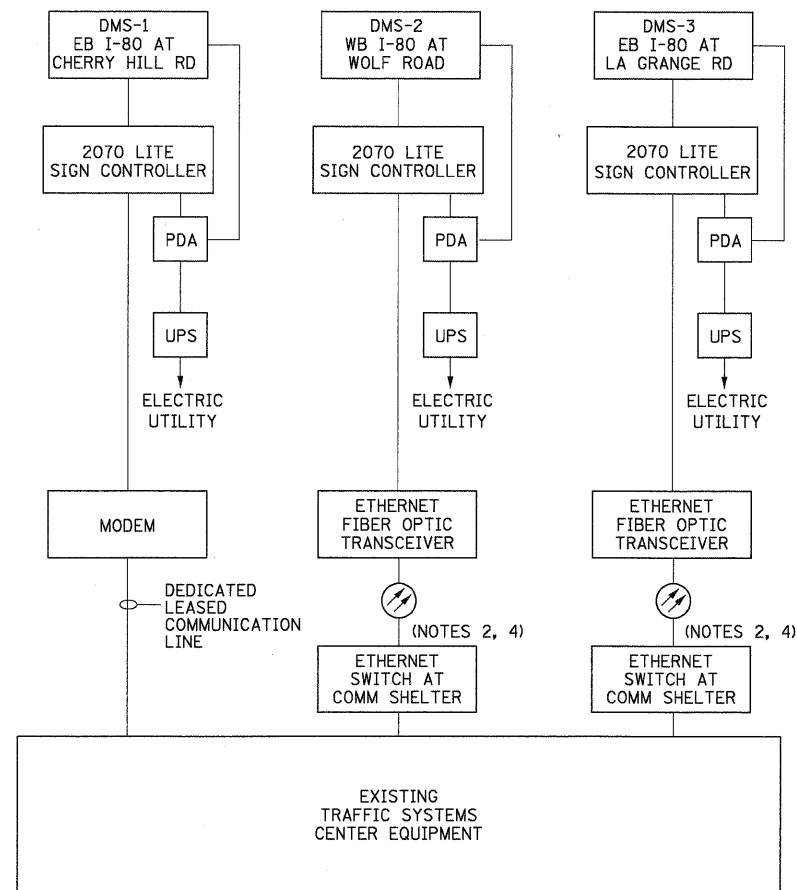 DMS-1
EB I-80 AT
CHERRY HILL RD
DMS-2
WB I-80 AT
WOLF ROAD
DMS-3
EB I-80 AT
LA GRANGE RD
2070 LITE
SIGN CONTROLLER
2070 LITE
SIGN CONTROLLER
2070 LITE
SIGN CONTROLLER
PDA
PDA
PDA
UPS
UPS
UPS
ELECTRIC
UTILITY
ELECTRIC
UTILITY
ELECTRIC
UTILITY
MODEM
ETHERNET
FIBER OPTIC
TRANSCEIVER
ETHERNET
FIBER OPTIC
TRANSCEIVER
DEDICATED
LEASED
COMMUNICATION
LINE
(NOTES 2, 4)
(NOTES 2, 4)
ETHERNET
SWITCH AT
COMM SHELTER
ETHERNET
SWITCH AT
COMM SHELTER
EXISTING
TRAFFIC SYSTEMS
CENTER EQUIPMENT